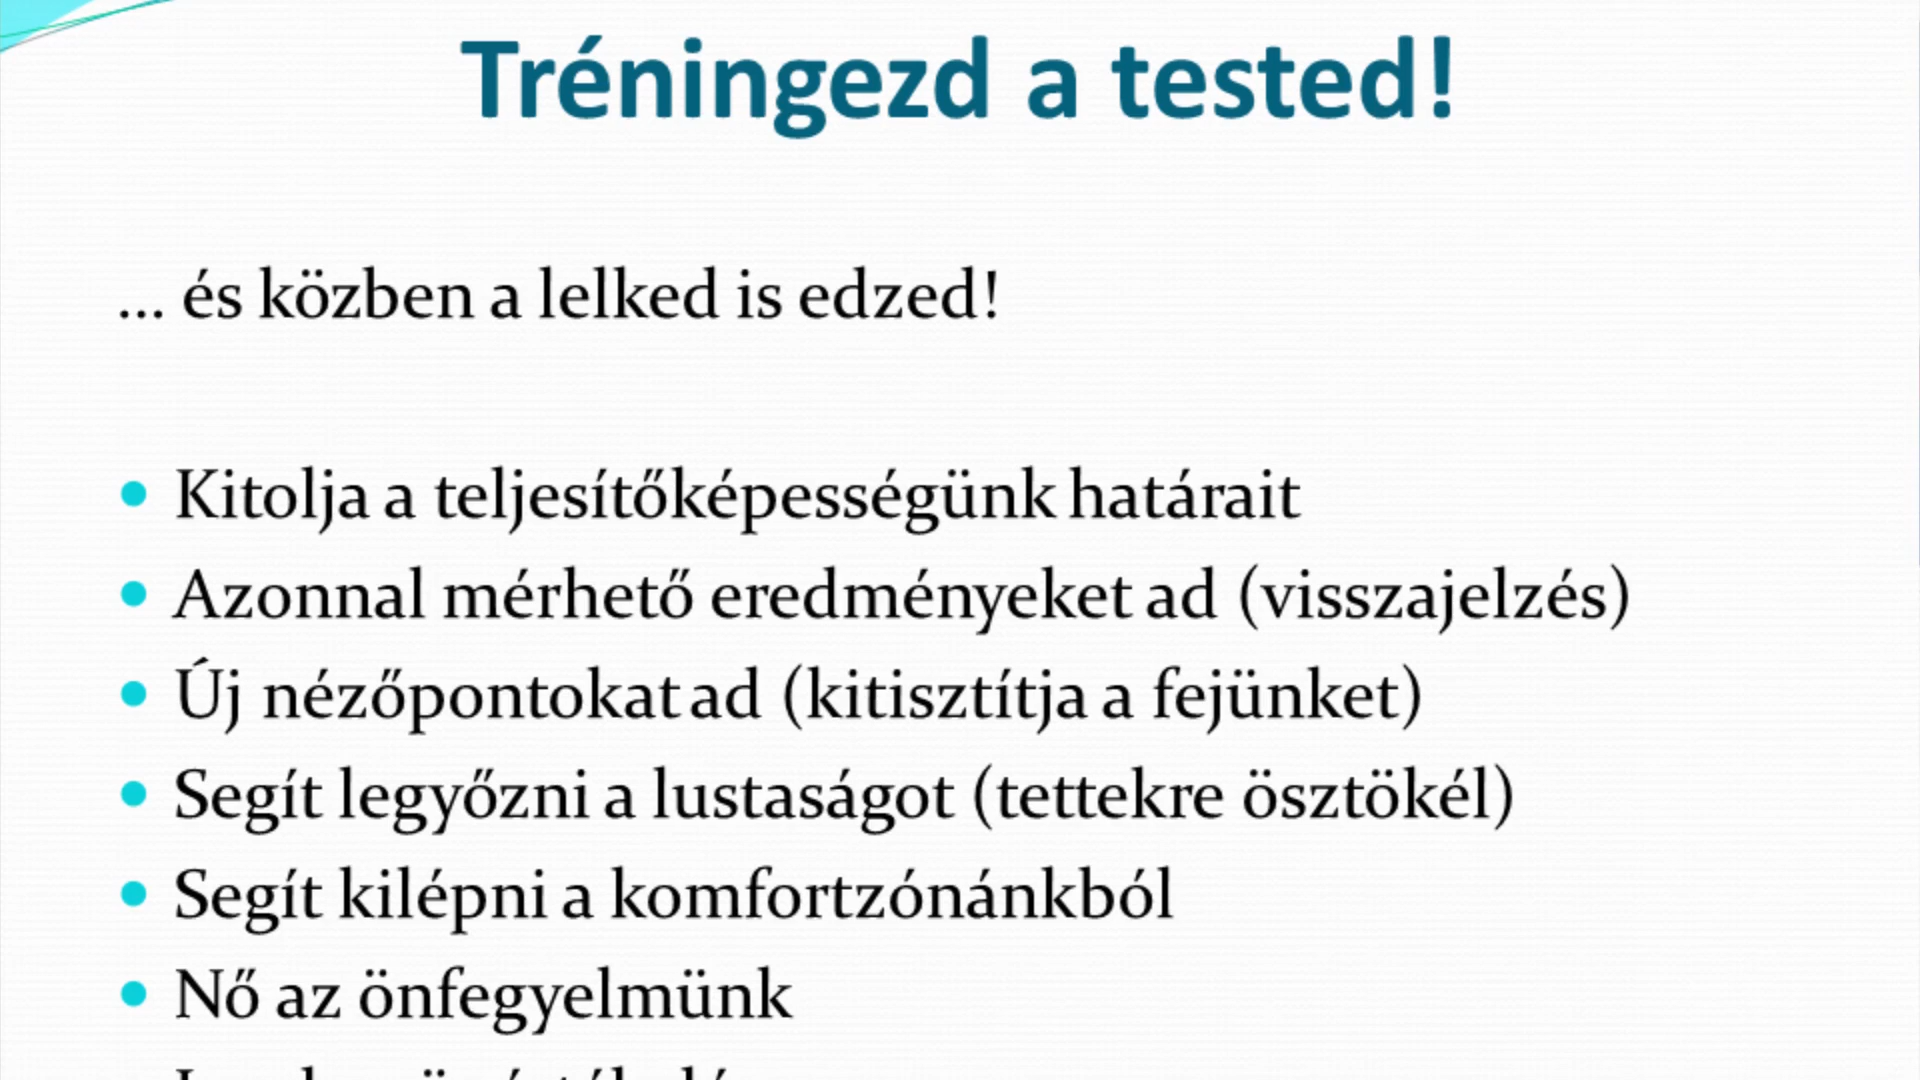 Tréningezd a tested!
... és közben a lelked is edzed!
• Kitolja a teljesítőképességünk határait
• Azonnal mérhető eredményeket ad (visszajelzés)
• Új nézőpontokat ad (kitisztítja a fejünket)
• Segít legyőzni a lustaságot (tettekre ösztökél)
• Segít kilépni a komfortzónánkból
• Nő az önfegyelmünk